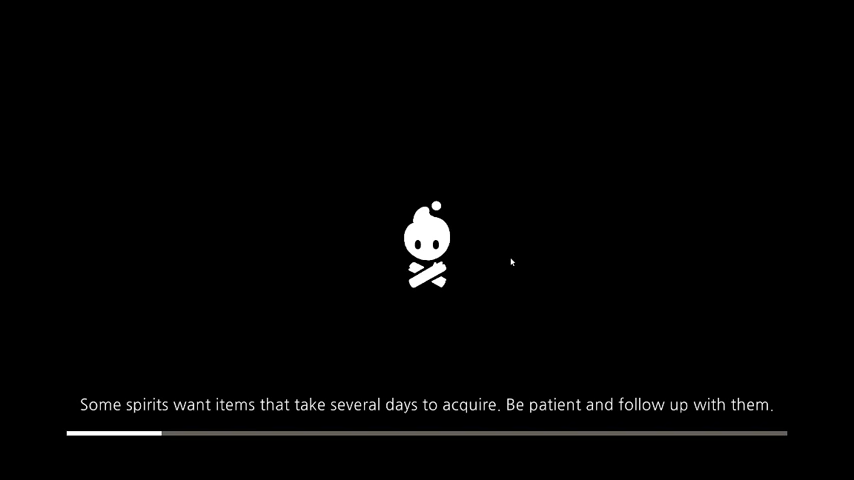 Some spirits want items that take several days to acquire. Be patient and follow up with them.